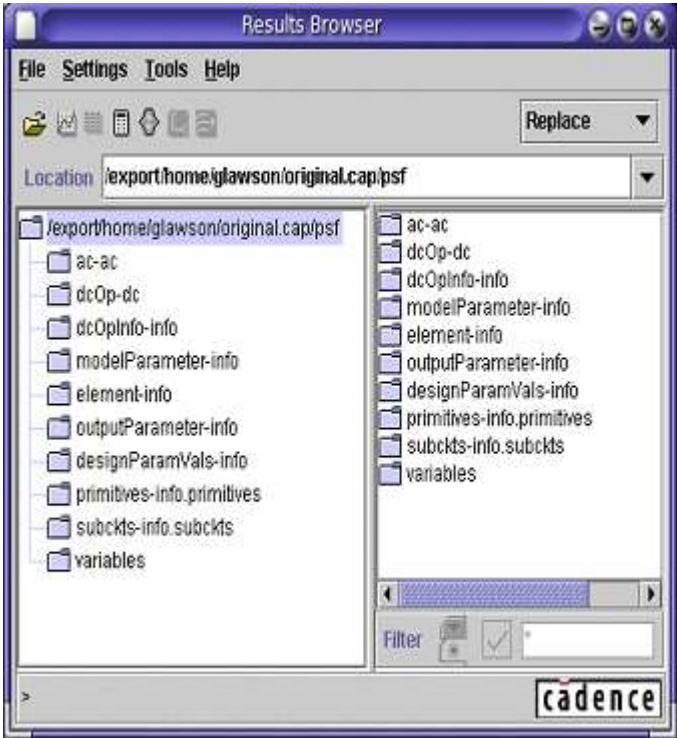 Results Browser
File Settings Tools Help
Replace
Location /export/home/glawson/original.cap/psf
/export/home/glawson/original.cap/psf
ac-ac
dcOp-dc
dcOpInfo-info
modelParameter-info
element-info
outputParameter-info
designParamVals-info
primitives-info.primitives
subckts-info.subckts
variables
ac-ac
dcOp-dc
dcOpInfo-info
modelParameter-info
element-info
outputParameter-info
designParamVals-info
primitives-info.primitives
subckts-info.subckts
variables
Filter *
>
cādence